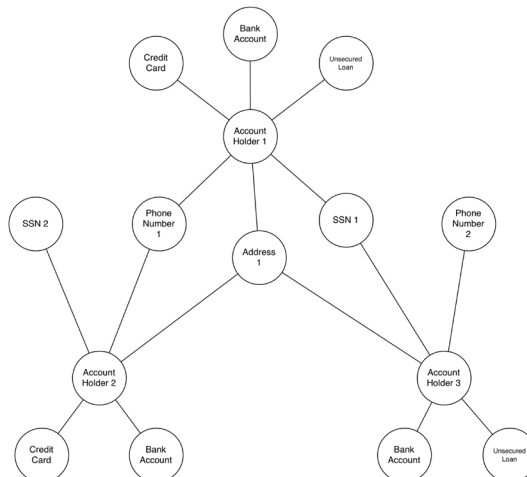 Bank
Account
Credit
Card
Unsecured
Loan
Account
Holder 1
SSN 2
Phone
Number
1
SSN 1
Phone
Number
2
Address
1
Account
Holder 2
Account
Holder 3
Credit
Card
Bank
Account
Bank
Account
Unsecured
Loan